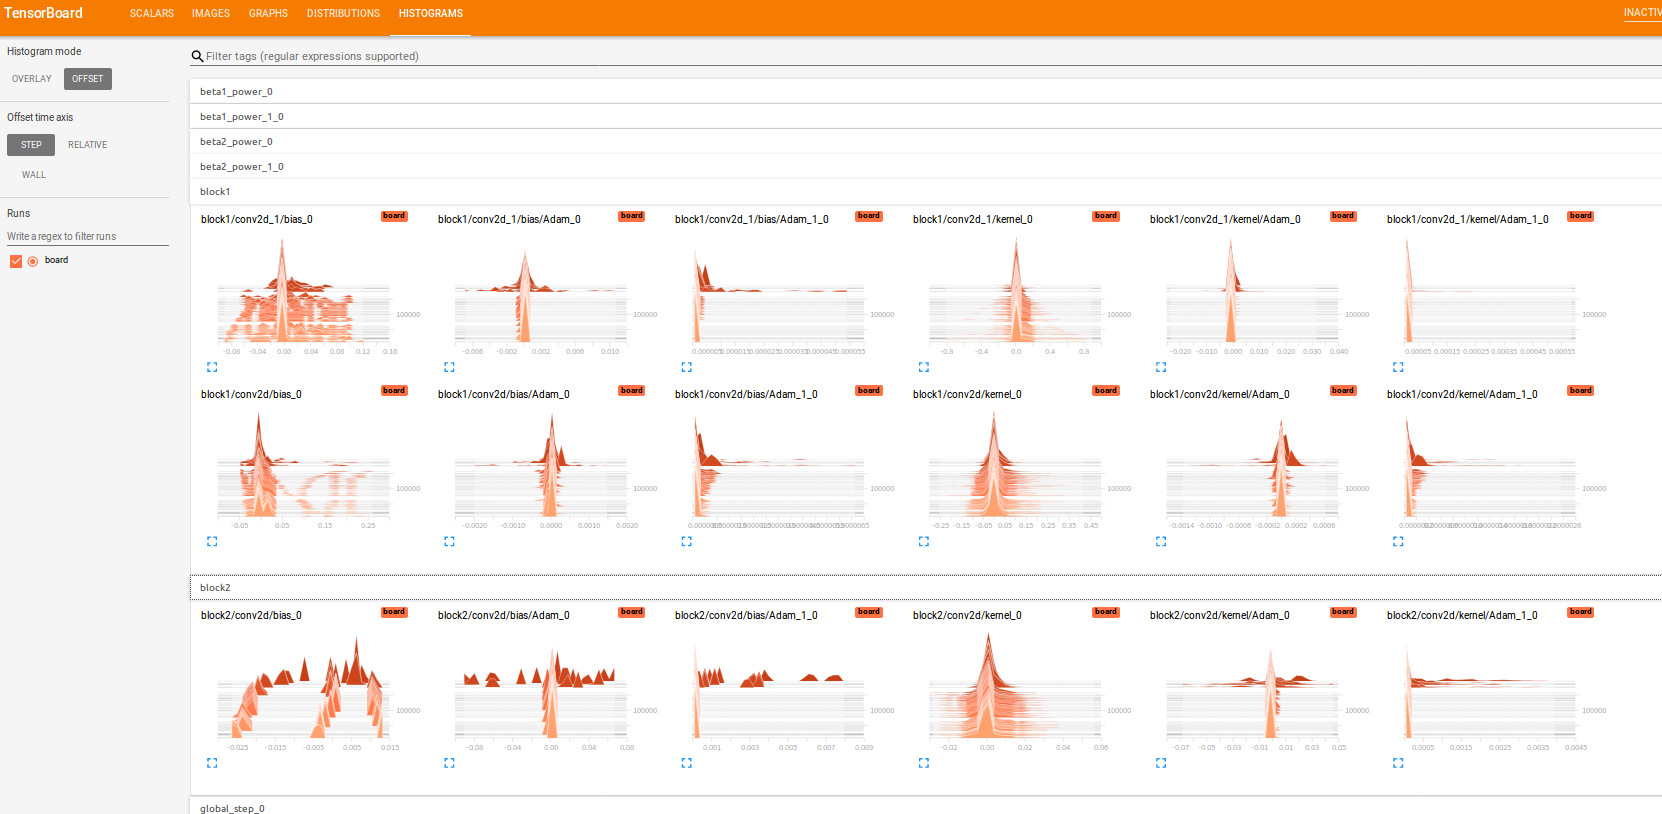 TensorBoard SCALARS IMAGES GRAPHS DISTRIBUTIONS HISTOGRAMS INACTIV
Histogram mode
OVERLAY OFFSET
Offset time axis
STEP RELATIVE
WALL
Runs
Write a regex to filter runs
board
Filter tags (regular expressions supported)
beta1_power_0
beta1_power_1_0
beta2_power_0
beta2_power_1_0
block1
block1/conv2d_1/bias_0 board block1/conv2d_1/bias/Adam_0 board block1/conv2d_1/bias/Adam_1_0 board block1/conv2d_1/kernel_0 board block1/conv2d_1/kernel/Adam_0 board block1/conv2d_1/kernel/Adam_1_0 board
100000 100000 100000 100000 100000 100000
-0.08 -0.04 0.00 0.04 0.08 0.12 0.16 -0.006 -0.002 0.002 0.006 0.010 0.000005 0.000015 0.000025 0.000035 0.000045 0.000055 -0.8 -0.4 0.0 0.4 0.8 -0.020 -0.010 0.000 0.010 0.020 0.030 0.040 0.00005 0.00015 0.00025 0.00035 0.00045 0.00055
block1/conv2d/bias_0 board block1/conv2d/bias/Adam_0 board block1/conv2d/bias/Adam_1_0 board block1/conv2d/kernel_0 board block1/conv2d/kernel/Adam_0 board block1/conv2d/kernel/Adam_1_0 board
100000 100000 100000 100000 100000 100000
-0.05 0.05 0.15 0.25 -0.0020 -0.0010 0.0000 0.0010 0.0020 -0.25 -0.15 -0.05 0.05 0.15 0.25 0.35 0.45 -0.0014 -0.0010 -0.0006 -0.0002 0.0002 0.0006
block2
block2/conv2d/bias_0 board block2/conv2d/bias/Adam_0 board block2/conv2d/bias/Adam_1_0 board block2/conv2d/kernel_0 board block2/conv2d/kernel/Adam_0 board block2/conv2d/kernel/Adam_1_0 board
100000 100000 100000 100000 100000 100000
-0.025 -0.015 -0.005 0.005 0.015 -0.08 -0.04 0.00 0.04 0.08 0.001 0.003 0.005 0.007 0.009 -0.02 0.00 0.02 0.04 0.06 -0.07 -0.05 -0.03 -0.01 0.01 0.03 0.05 0.0005 0.0015 0.0025 0.0035 0.0045
global_step_0